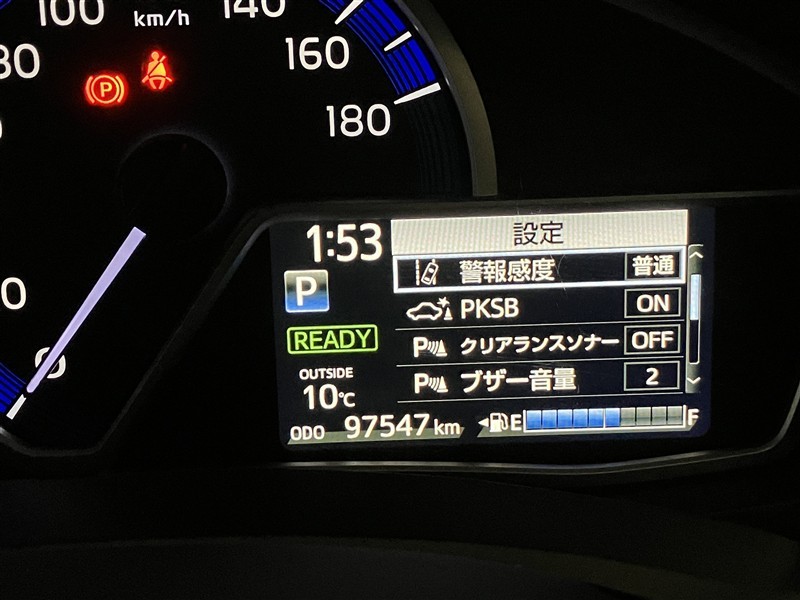 100
km/h
140
160
180
80
P
1:53
設定
警報感度 普通
P
PKSB ON
READY
クリアランスソナー OFF
OUTSIDE
10℃
ブザー音量 2
ODO 97547 km
E F
0